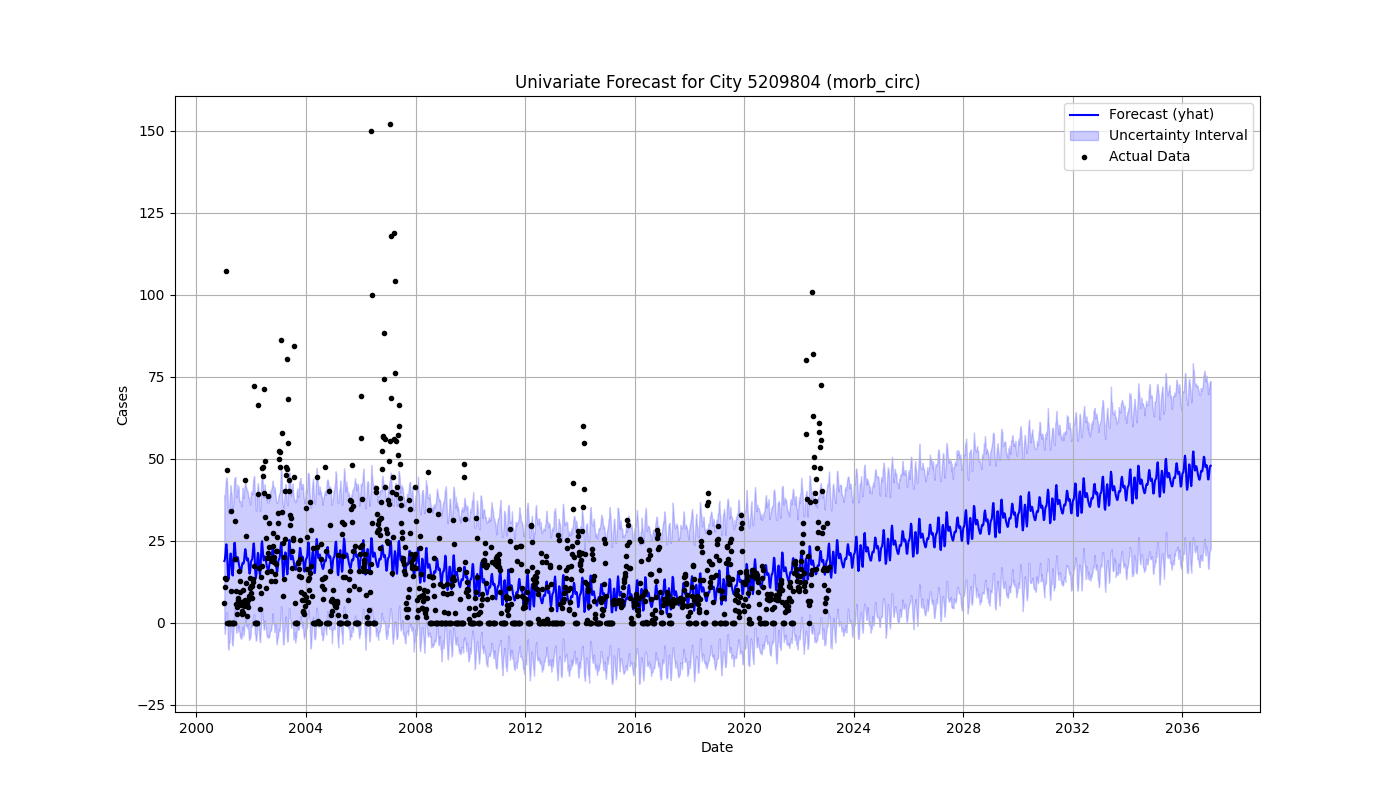 Univariate Forecast for City 5209804 (morb_circ)
Forecast (yhat)
Uncertainty Interval
Actual Data
150
125
100
75
50
25
0
−25
Cases
2000 2004 2008 2012 2016 2020 2024 2028 2032 2036
Date